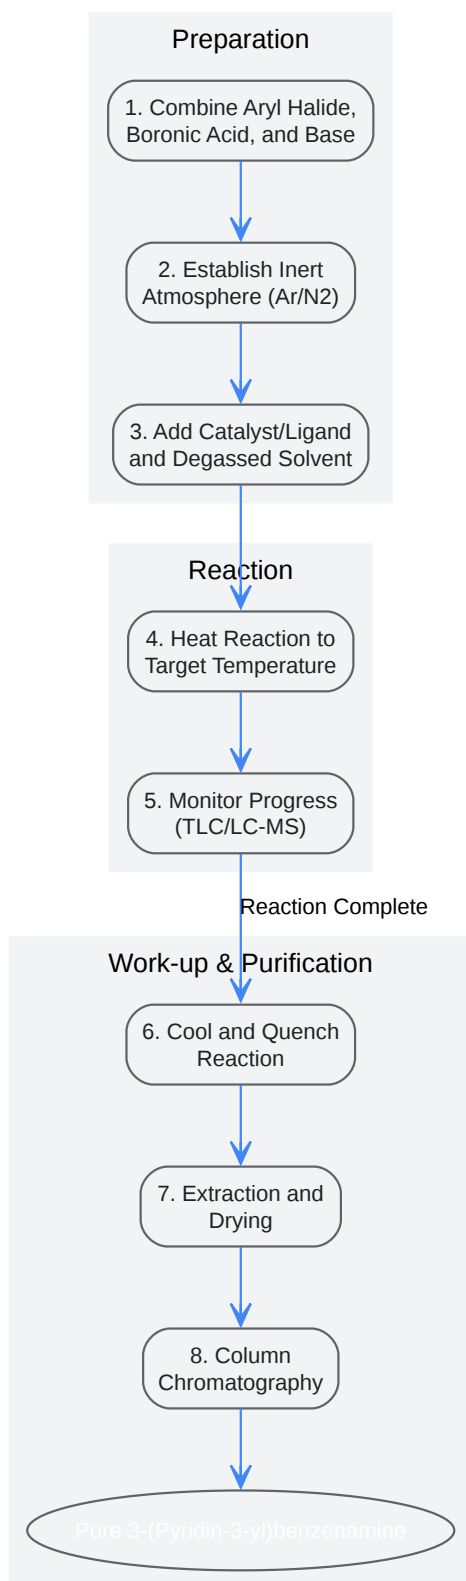 Preparation
1. Combine Aryl Halide,
Boronic Acid, and Base
2. Establish Inert
Atmosphere (Ar/N2)
3. Add Catalyst/Ligand
and Degassed Solvent
Reaction
4. Heat Reaction to
Target Temperature
5. Monitor Progress
(TLC/LC-MS)
Reaction Complete
Work-up & Purification
6. Cool and Quench
Reaction
7. Extraction and
Drying
8. Column
Chromatography
Pure 3-(Pyridin-3-yl)benzenamine